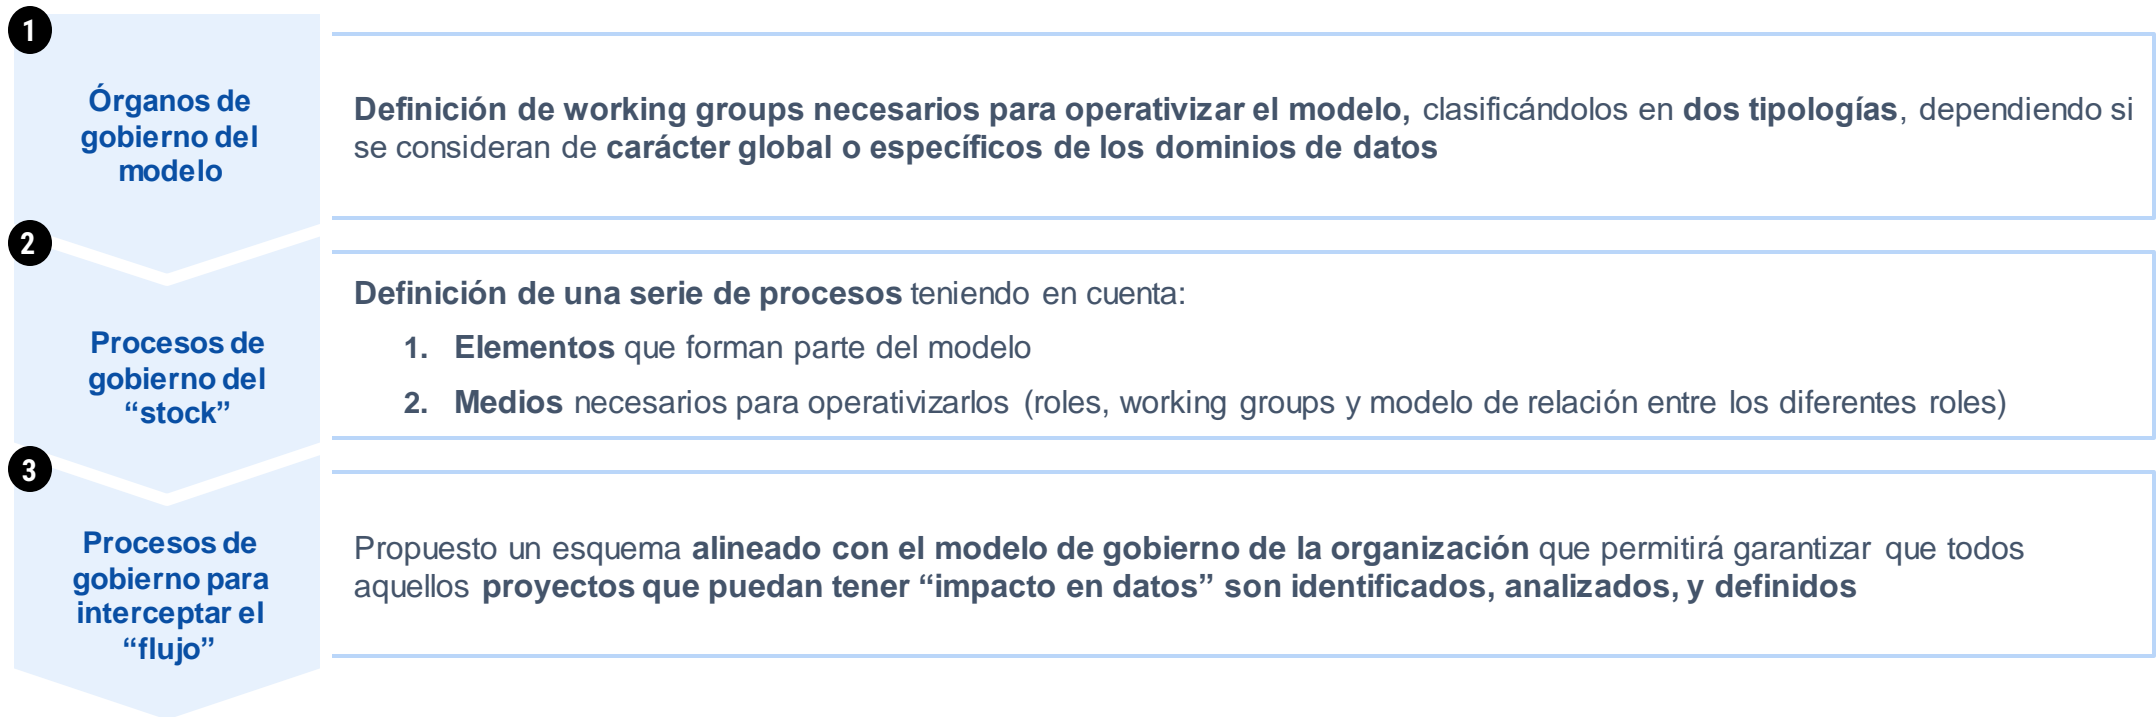 1
Órganos de
gobierno del
modelo
Definición de working groups necesarios para operativizar el modelo, clasificándolos en dos tipologías, dependiendo si
se consideran de carácter global o específicos de los dominios de datos
2
Procesos de
gobierno del
“stock”
Definición de una serie de procesos teniendo en cuenta:
1. Elementos que forman parte del modelo
2. Medios necesarios para operativizarlos (roles, working groups y modelo de relación entre los diferentes roles)
3
Procesos de
gobierno para
interceptar el
“flujo”
Propuesto un esquema alineado con el modelo de gobierno de la organización que permitirá garantizar que todos
aquellos proyectos que puedan tener “impacto en datos” son identificados, analizados, y definidos